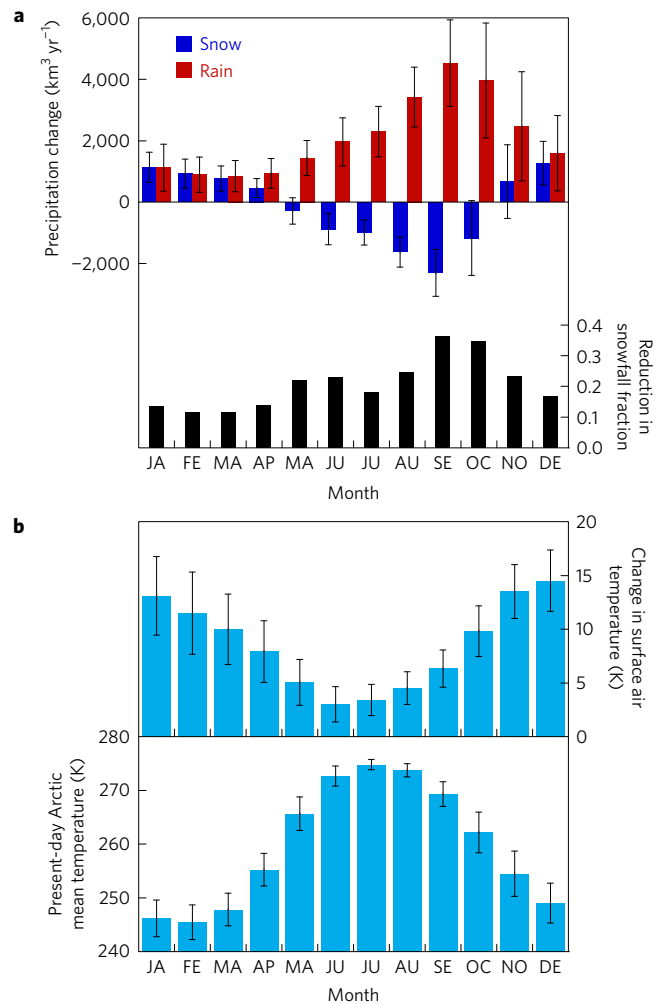 a
6,000
4,000
2,000
0
−2,000
Precipitation change (km³ yr⁻¹)
Snow
Rain
0.4
0.3
0.2
0.1
0.0
Reduction in
snowfall fraction
JA FE MA AP MA JU JU AU SE OC NO DE
Month
b
20
15
10
5
0
Change in surface air
temperature (K)
280
270
260
250
240
Present-day Arctic
mean temperature (K)
JA FE MA AP MA JU JU AU SE OC NO DE
Month